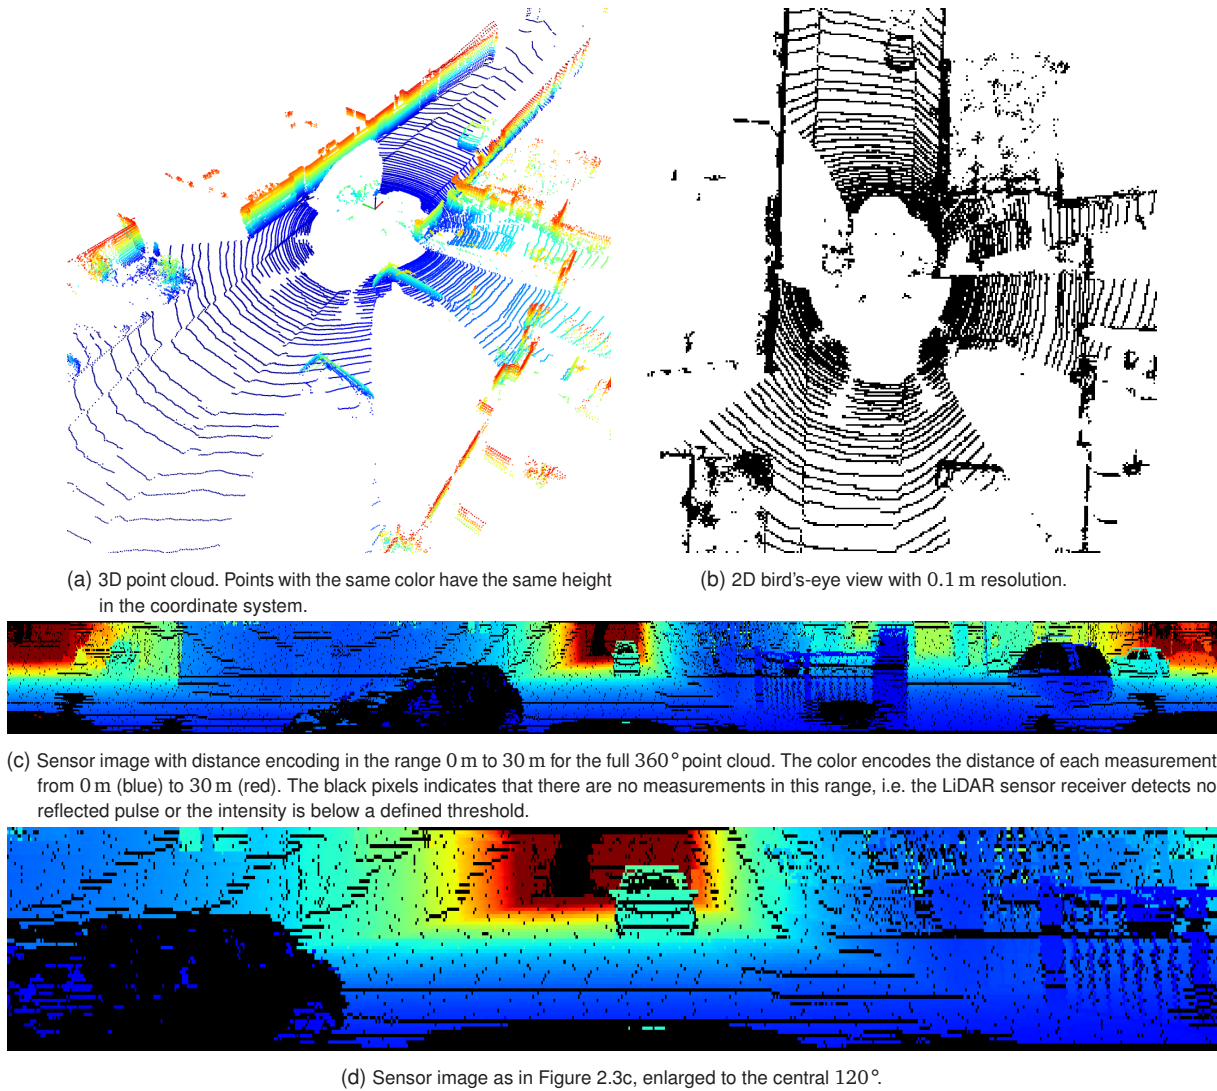 (a) 3D point cloud. Points with the same color have the same height
in the coordinate system.
(b) 2D bird's-eye view with 0.1 m resolution.
(c) Sensor image with distance encoding in the range 0 m to 30 m for the full 360° point cloud. The color encodes the distance of each measurement
from 0 m (blue) to 30 m (red). The black pixels indicates that there are no measurements in this range, i.e. the LiDAR sensor receiver detects no
reflected pulse or the intensity is below a defined threshold.
(d) Sensor image as in Figure 2.3c, enlarged to the central 120°.